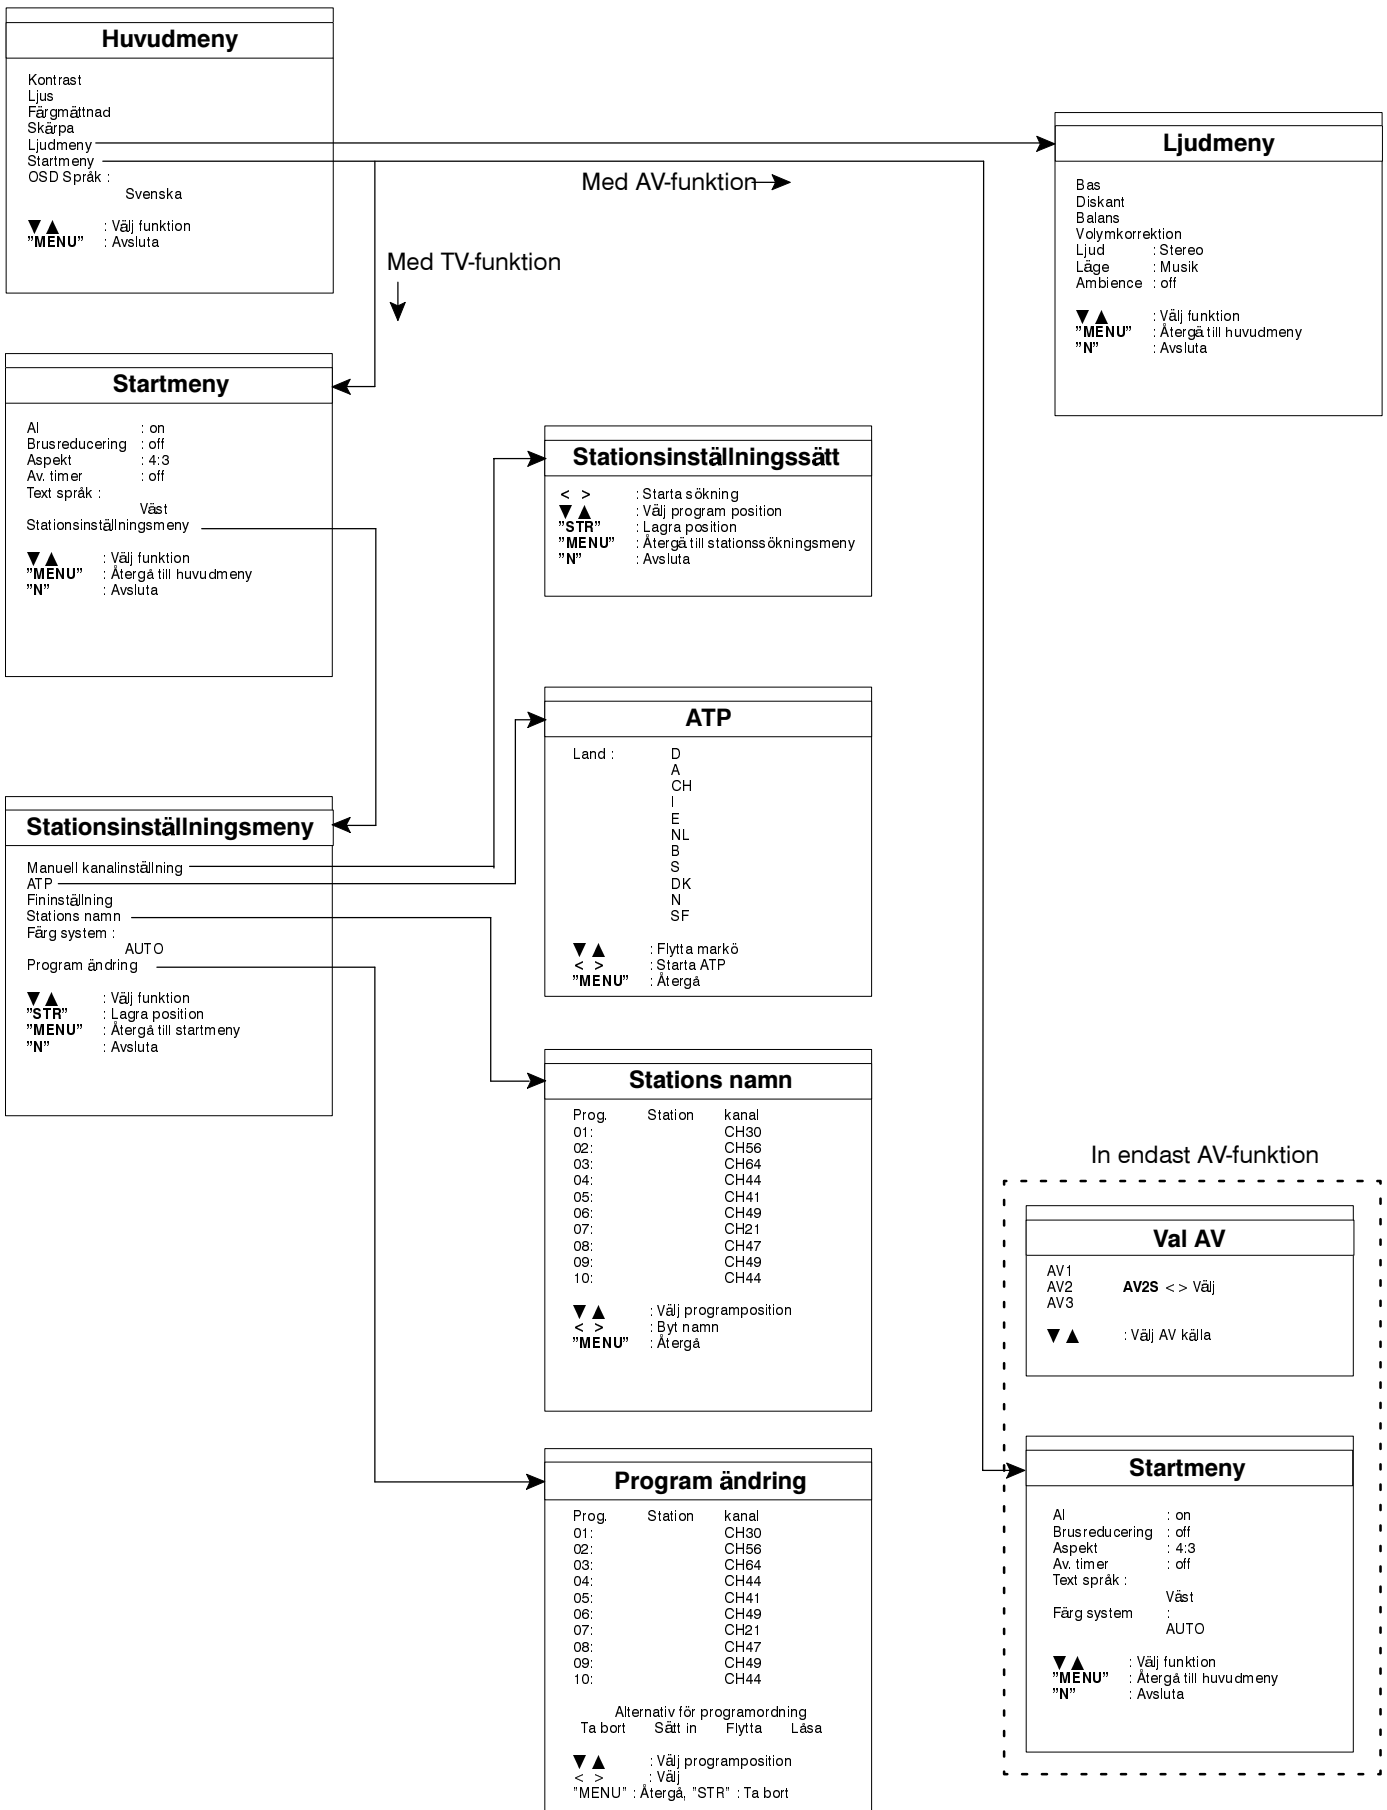 Huvudmeny
Kontrast
Ljus
Färgmättnad
Skärpa
Ljudmeny
Startmeny
OSD Språk :
Svenska
▼ ▲ : Välj funktion
”MENU” : Avsluta
Med AV-funktion
Med TV-funktion
Ljudmeny
Bas
Diskant
Balans
Volymkorrektion
Ljud : Stereo
Läge : Musik
Ambience : off
▼ ▲ : Välj funktion
”MENU” : Återgä till huvudmeny
”N” : Avsluta
Startmeny
AI : on
Brusreducering : off
Aspekt : 4:3
Av. timer : off
Text språk :
Väst
Stationsinställningsmeny
▼ ▲ : Välj funktion
”MENU” : Återgå till huvudmeny
”N” : Avsluta
Stationsinställningssätt
< > : Starta sökning
▼ ▲ : Välj program position
”STR” : Lagra position
”MENU” : Återgä till stationssökningsmeny
”N” : Avsluta
ATP
Land : D
A
CH
I
E
NL
B
S
DK
N
SF
▼ ▲ : Flytta markö
< > : Starta ATP
”MENU” : Återgå
Stationsinställningsmeny
Manuell kanalinställning
ATP
Fininställning
Stations namn
Färg system :
AUTO
Program ändring
▼ ▲ : Välj funktion
”STR” : Lagra position
”MENU” : Återgå till startmeny
”N” : Avsluta
Stations namn
Prog. Station kanal
01: CH30
02: CH56
03: CH64
04: CH44
05: CH41
06: CH49
07: CH21
08: CH47
09: CH49
10: CH44
▼ ▲ : Välj programposition
< > : Byt namn
”MENU” : Återgå
Program ändring
Prog. Station kanal
01: CH30
02: CH56
03: CH64
04: CH44
05: CH41
06: CH49
07: CH21
08: CH47
09: CH49
10: CH44
Alternativ för programordning
Ta bort Sätt in Flytta Låsa
▼ ▲ : Välj programposition
< > : Välj
”MENU” : Återgå, ”STR” : Ta bort
In endast AV-funktion
Val AV
AV1
AV2 AV2S < > Välj
AV3
▼ ▲ : Välj AV källa
Startmeny
AI : on
Brusreducering : off
Aspekt : 4:3
Av. timer : off
Text språk :
Väst
Färg system :
AUTO
▼ ▲ : Välj funktion
”MENU” : Återgå till huvudmeny
”N” : Avsluta